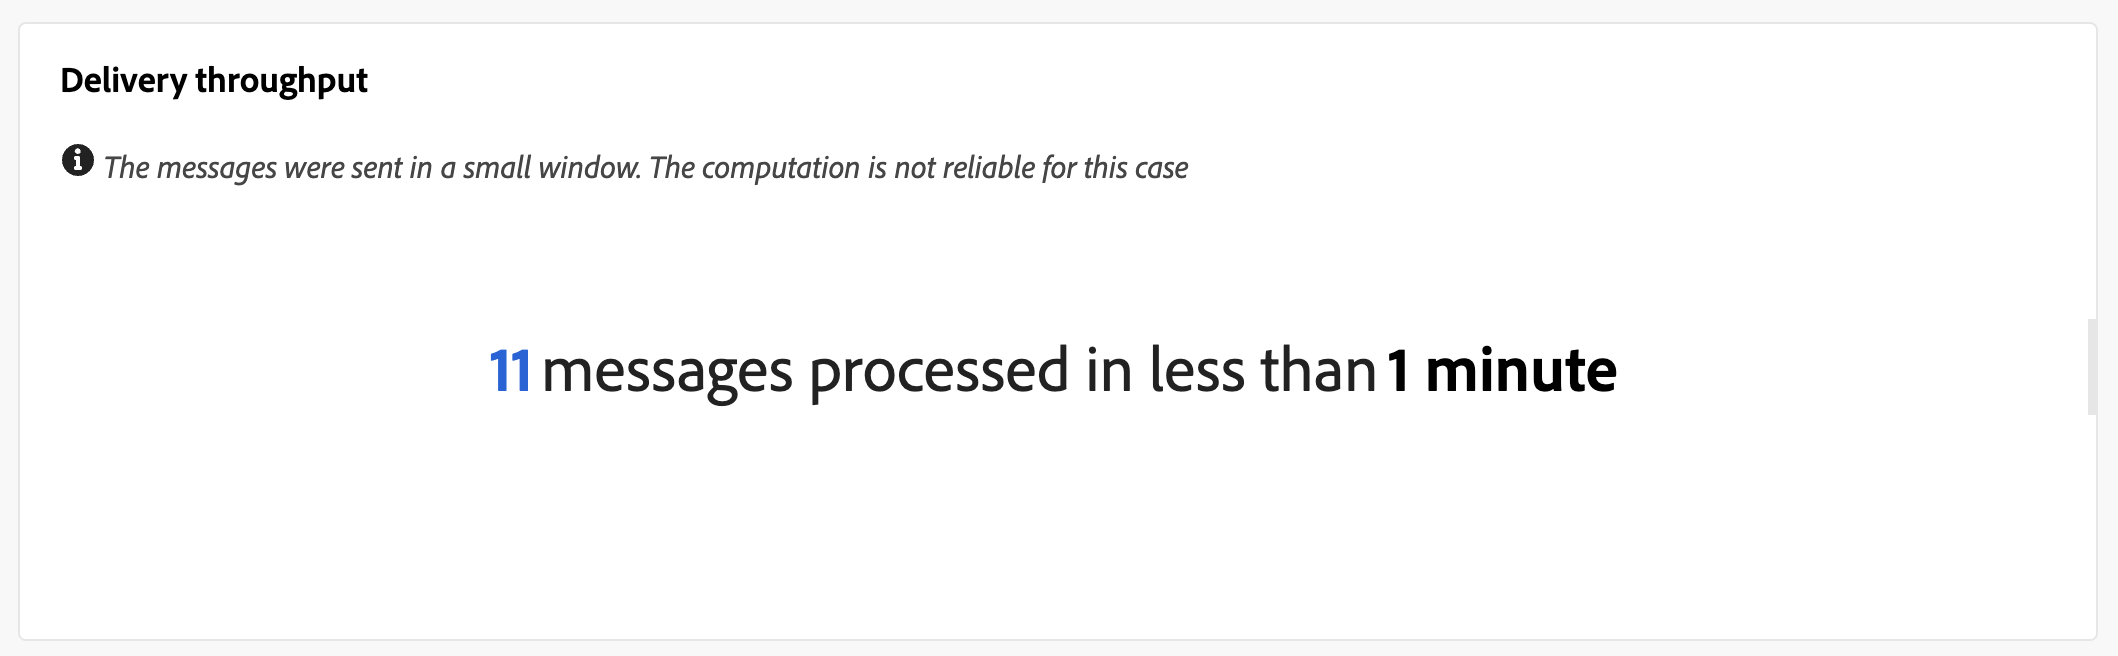 Delivery throughput
The messages were sent in a small window. The computation is not reliable for this case
11 messages processed in less than 1 minute